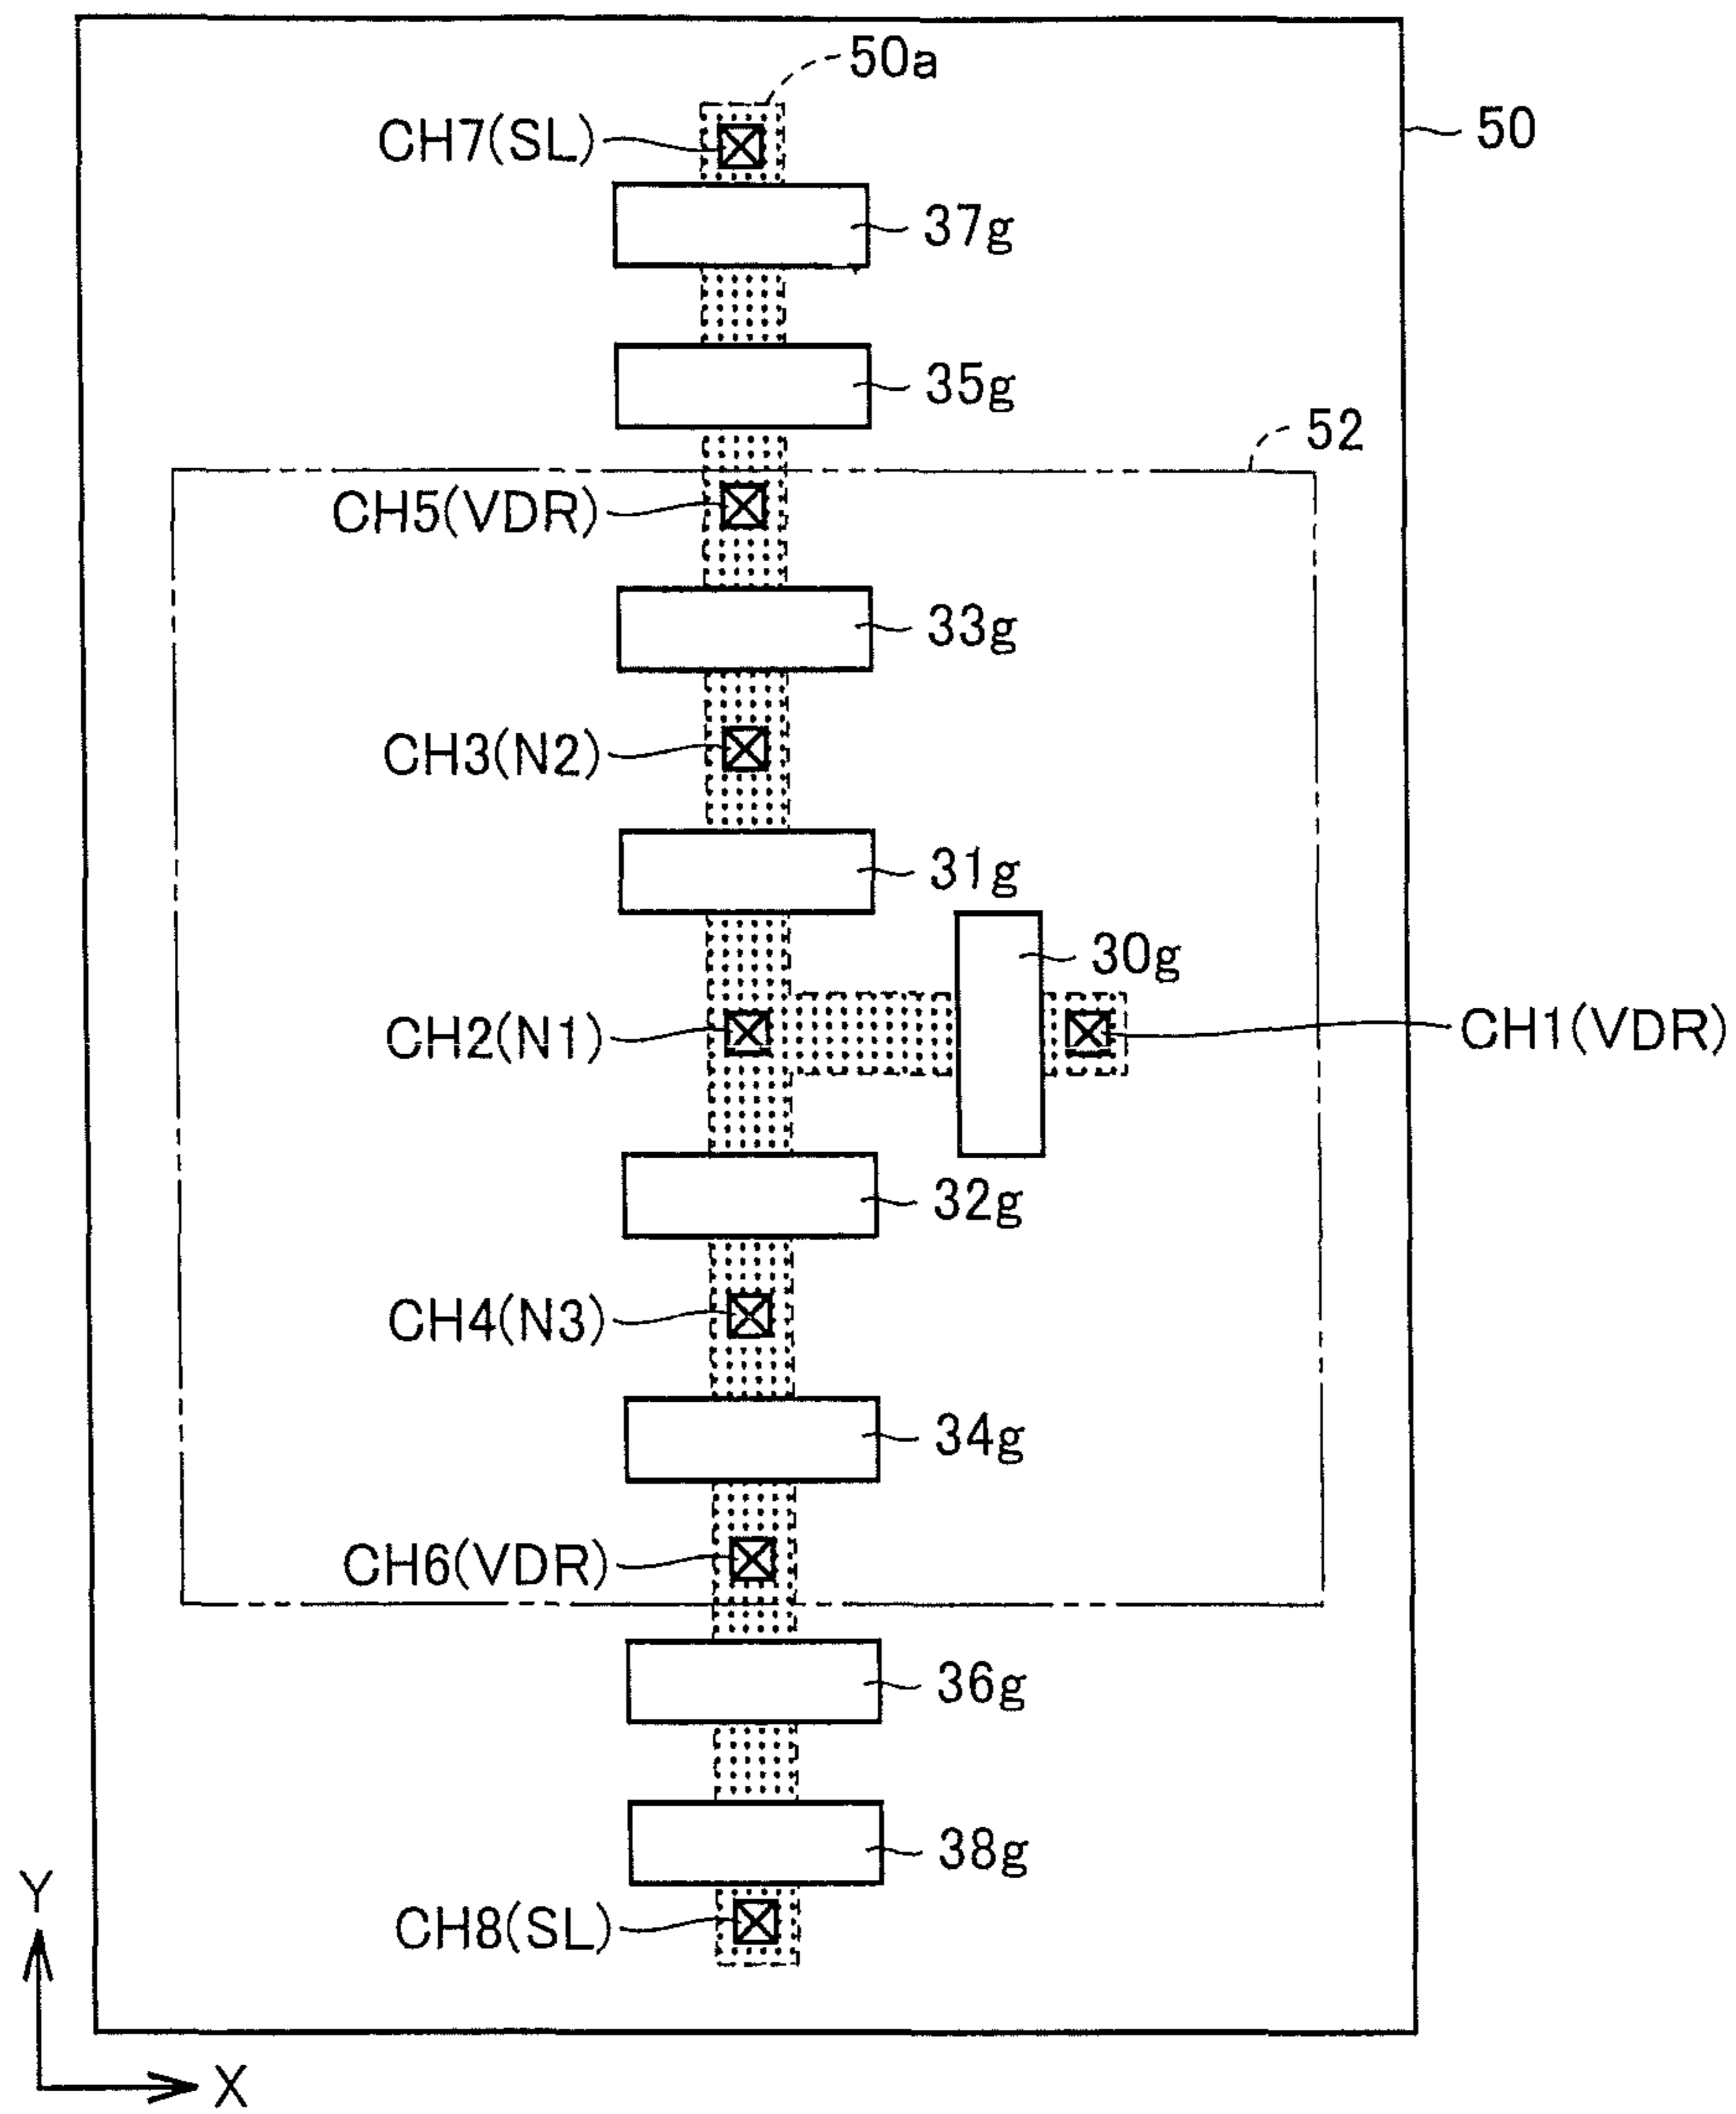 50a
50
CH7(SL)
37g
35g
52
CH5(VDR)
33g
CH3(N2)
31g
30g
CH2(N1)
CH1(VDR)
32g
CH4(N3)
34g
CH6(VDR)
36g
38g
Y
CH8(SL)
X